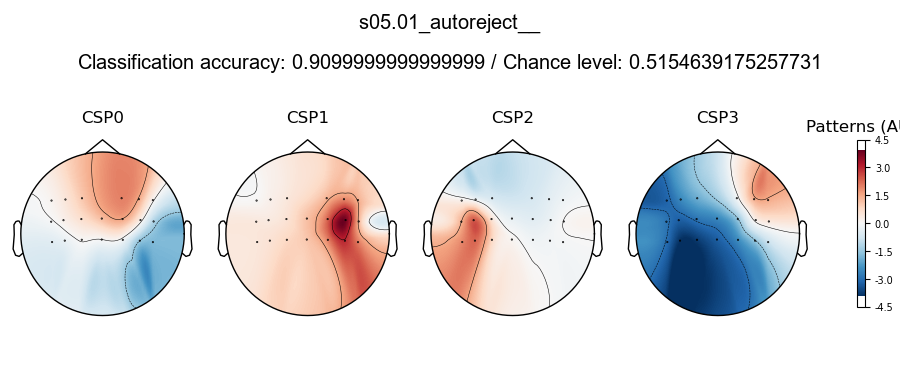 s05.01_autoreject__
Classification accuracy: 0.9099999999999999 / Chance level: 0.5154639175257731
CSP0 CSP1 CSP2 CSP3
Patterns (AU
4.5
3.0
1.5
0.0
-1.5
-3.0
-4.5